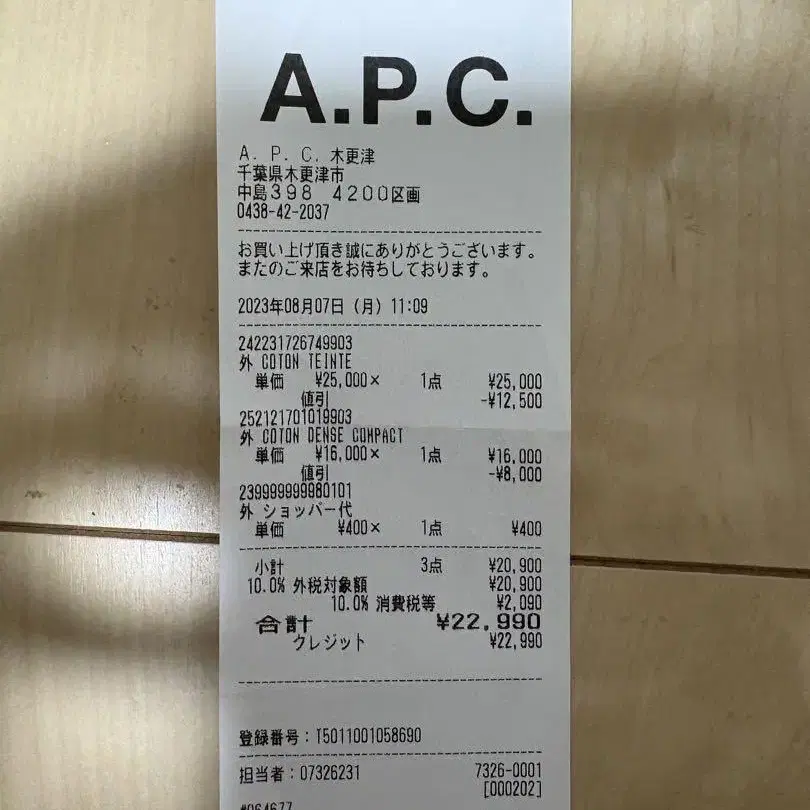 A.P.C.
A. P. C. 木更津
千葉県木更津市
中島398 4200区画
0438-42-2037
お買い上げ頂き誠にありがとうございます。
またのご来店をお待ちしております。
2023年08月07日 (月) 11:09
242231726749903
外 COTON TEINTE
単価 ¥25,000× 1点 ¥25,000
値引 -¥12,500
252121701019903
外 COTON DENSE COMPACT
単価 ¥16,000× 1点 ¥16,000
値引 -¥8,000
239999999980101
外 ショッパー代
単価 ¥400× 1点 ¥400
小計 3点 ¥20,900
10.0% 外税対象額 ¥20,900
10.0% 消費税等 ¥2,090
合計 ¥22,990
クレジット ¥22,990
登録番号:T5011001058690
担当者:07326231 7326-0001
[000202]
#064677